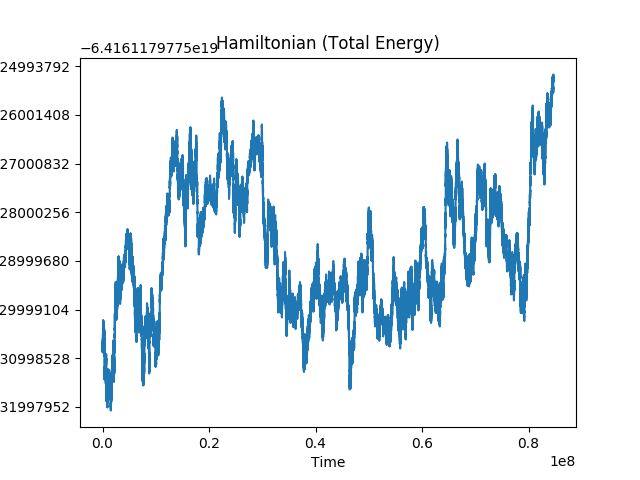 −6.4161179775e19
Hamiltonian (Total Energy)
24993792
26001408
27000832
28000256
28999680
29999104
30998528
31997952
0.0 0.2 0.4 0.6 0.8
1e8
Time